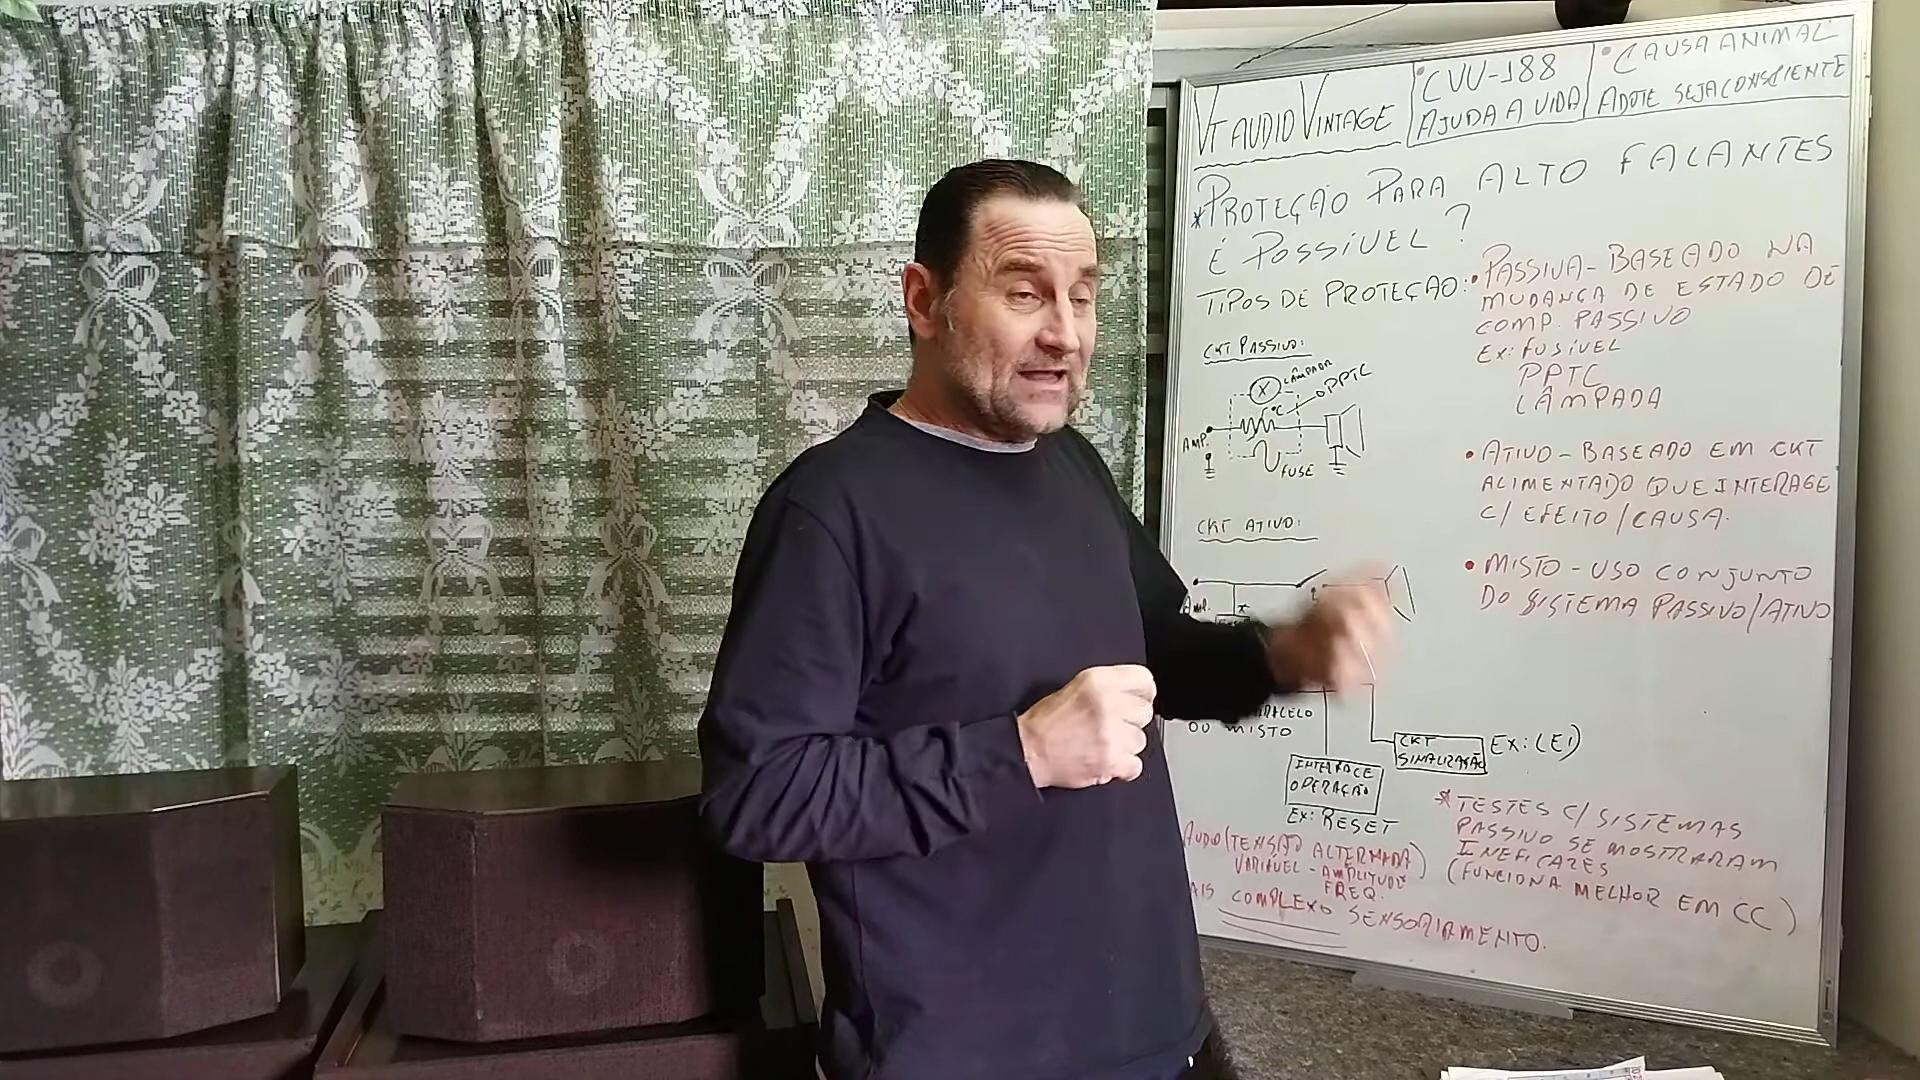 VT AUDIO VINTAGE
CVV-188
AJUDA A VIDA
CAUSA ANIMAL
ADOTE SEJA CONSCIENTE
*PROTEÇÃO PARA ALTO FALANTES
É POSSÍVEL ?
TIPOS DE PROTEÇÃO:
• PASSIVA - BASEADO NA
MUDANÇA DE ESTADO DE
COMP. PASSIVO
EX: FUSÍVEL
PPTC
LÂMPADA
CKT PASSIVO:
LÂMPADA
PPTC
AMP.
FUSE
• ATIVO - BASEADO EM CKT
ALIMENTADO QUE INTERAGE
C/ EFEITO / CAUSA.
CKT ATIVO:
AMP.
• MISTO - USO CONJUNTO
DO SISTEMA PASSIVO/ATIVO
OU MISTO
CKT
SINALIZAÇÃO
EX: LED
INTERFACE
OPERAÇÃO
EX: RESET
AUDIO (TENSÃO ALTERNADA
VARIÁVEL - AMPLITUDE
FREQ. )
AIS COMPLEXO SENSORIAMENTO.
* TESTES C/ SISTEMAS
PASSIVO SE MOSTRARAM
INEFICAZES
(FUNCIONA MELHOR EM CC)